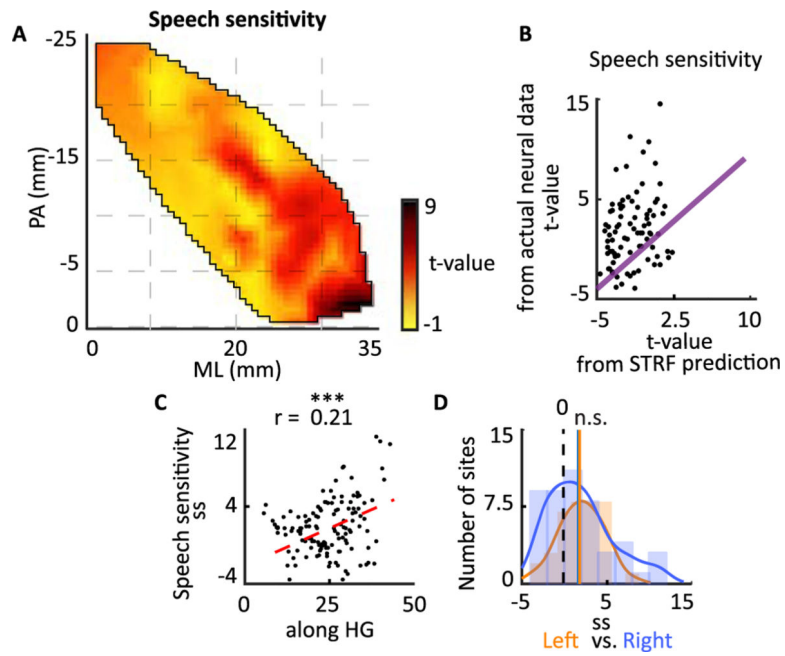 Speech sensitivity
A
-25
-15
-5
0
PA (mm)
0
20
35
ML (mm)
9
t-value
-1
B
Speech sensitivity
from actual neural data
t-value
15
5
-5
-5
2.5
10
t-value
from STRF prediction
C
***
r = 0.21
Speech sensitivity
ss
12
4
-4
0
25
50
along HG
D
0
n.s.
Number of sites
15
7.5
0
-5
5
15
ss
Left vs. Right